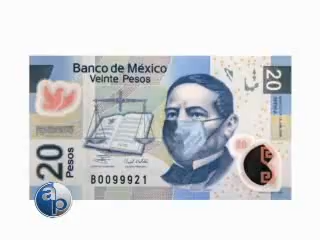 Banco de México
Veinte Pesos
20
20
Pesos
B0099921
ap